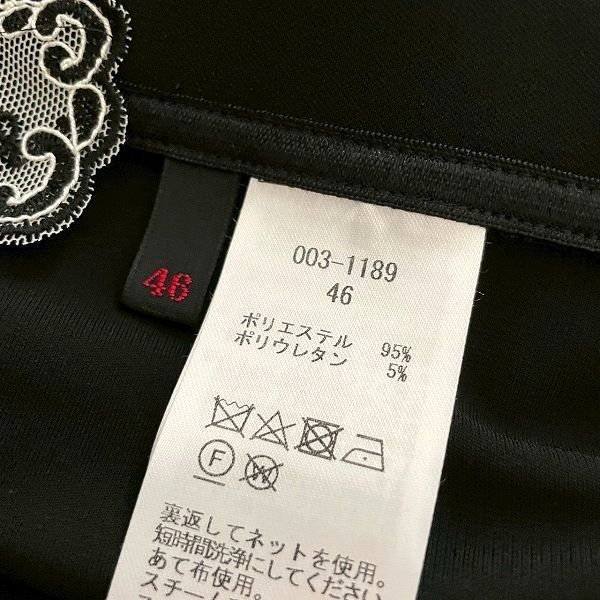 46
003-1189
46
ポリエステル 95%
ポリウレタン 5%
F
W
裏返してネットを使用。
短時間洗浄にしてください
あて布使用。
スチーム